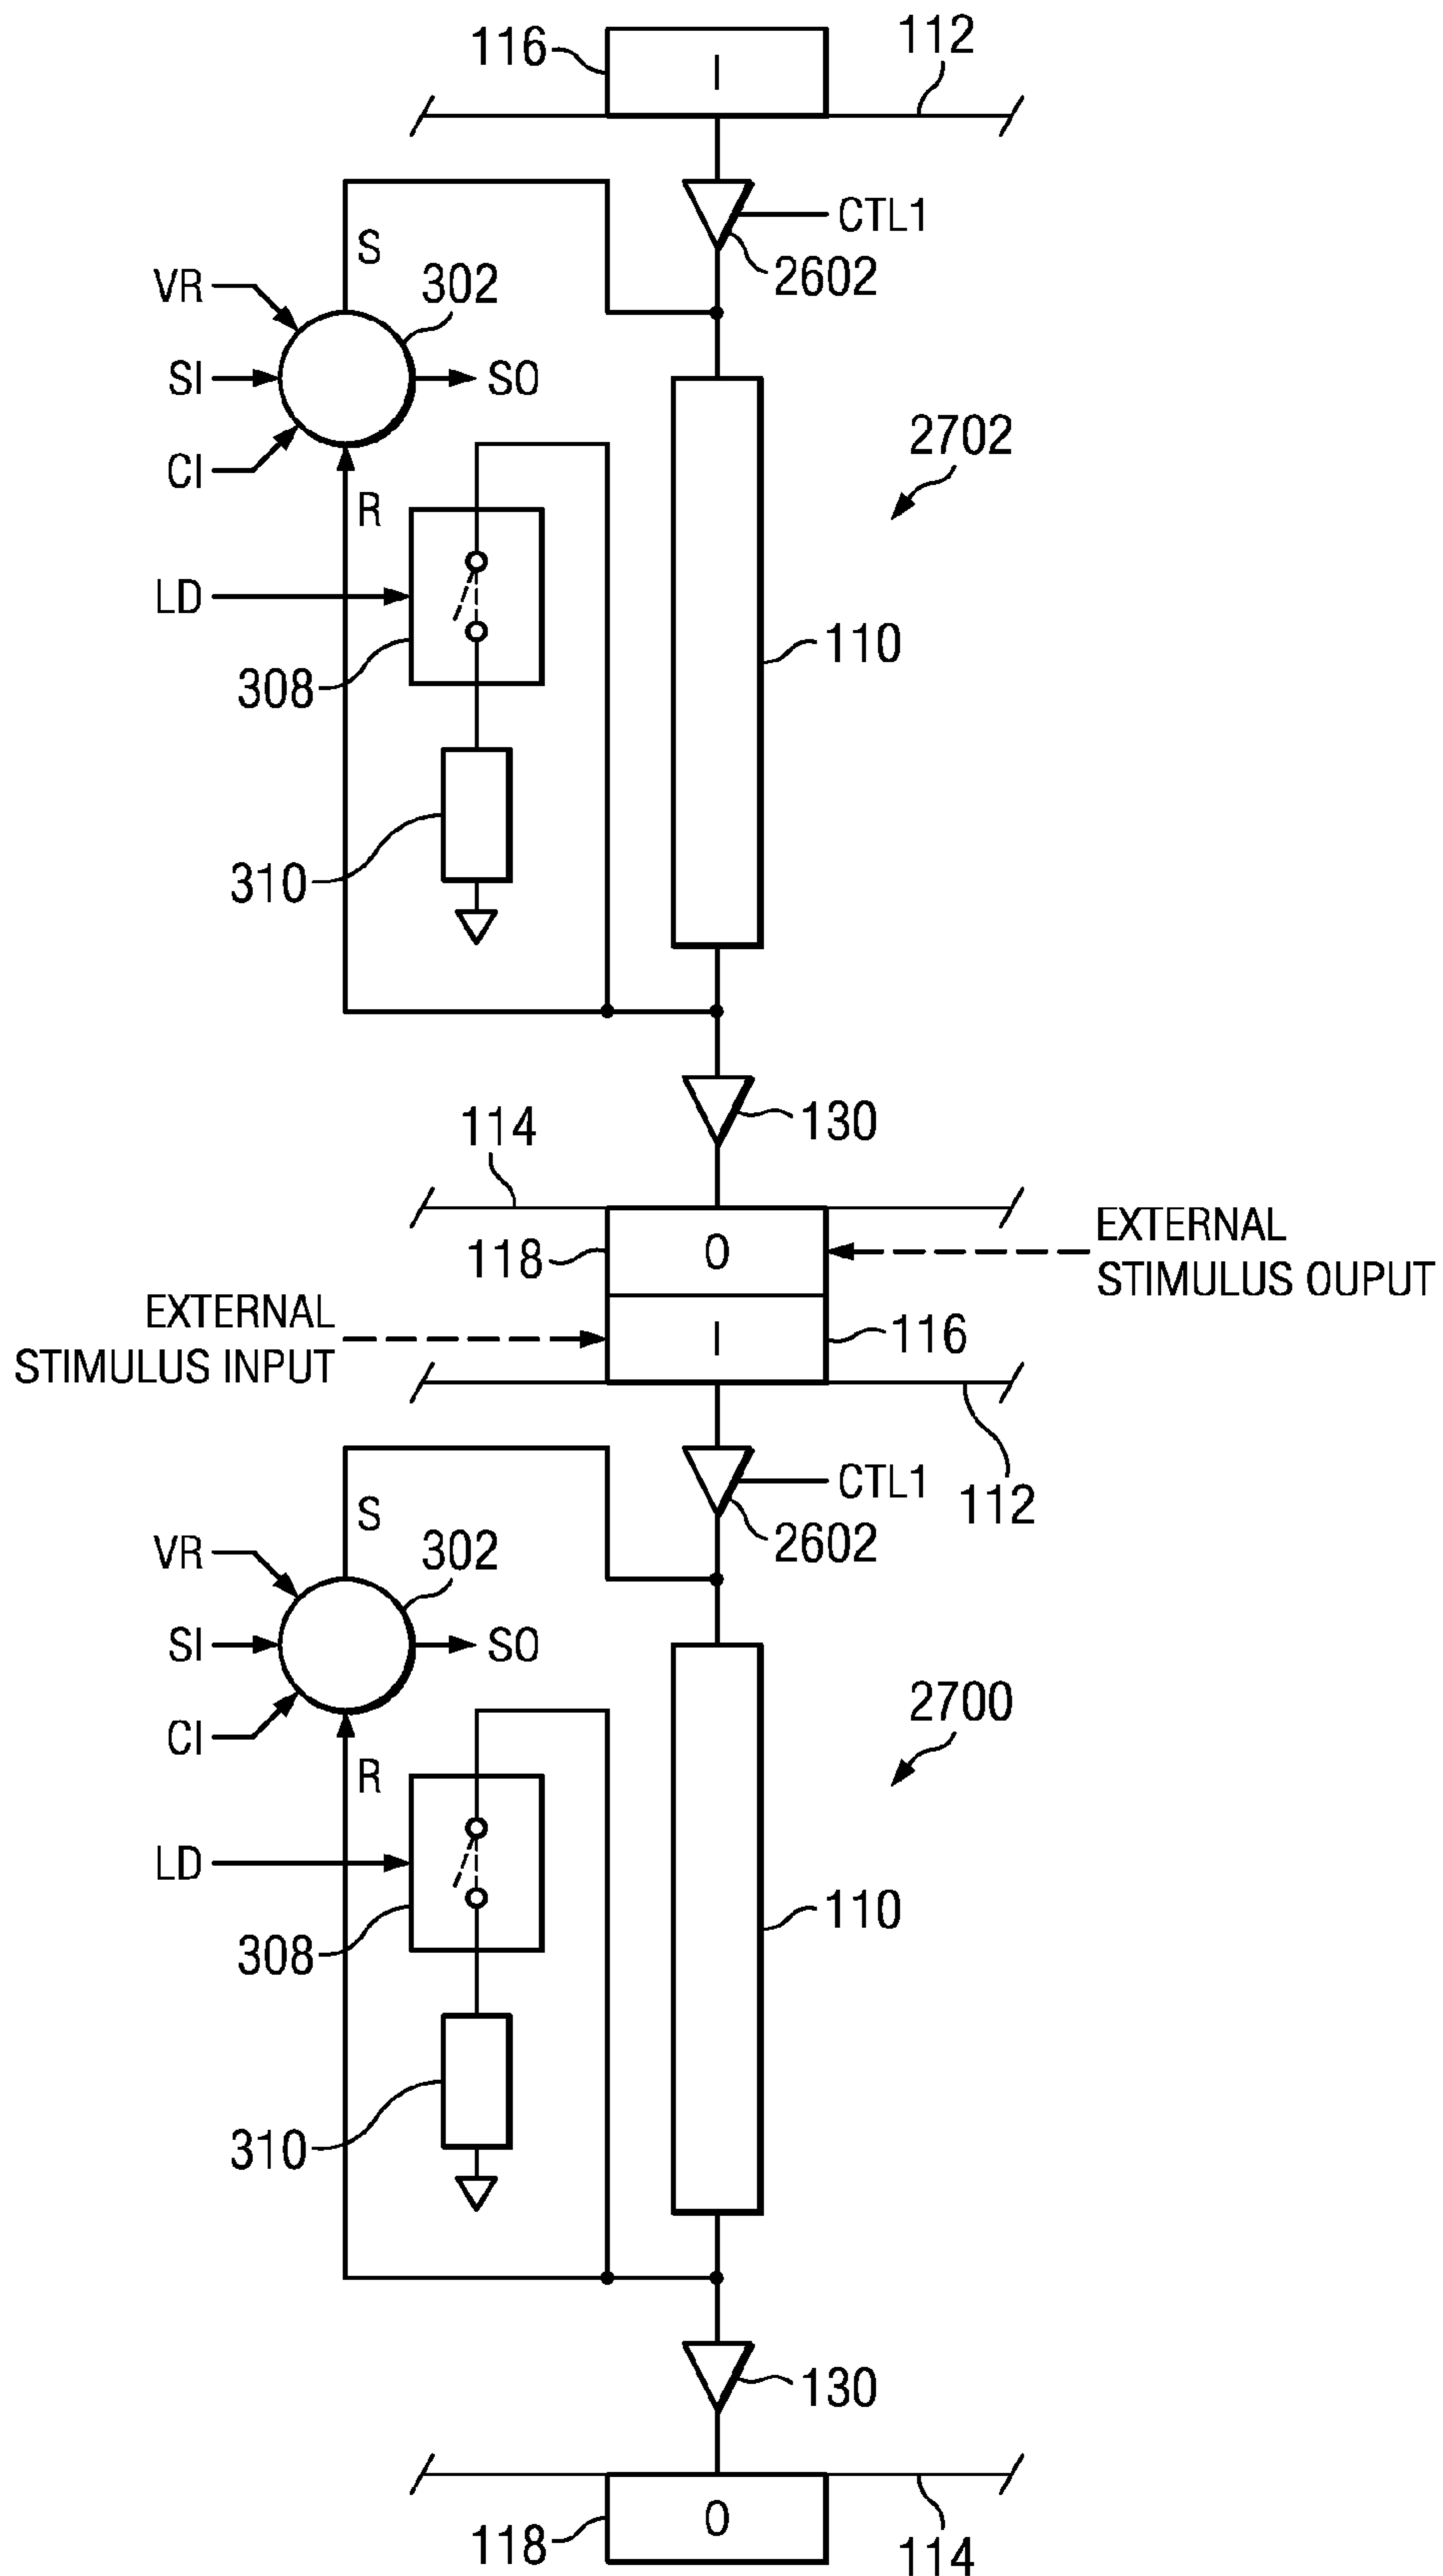 116
I
112
CTL1
S
2602
VR
302
SI
SO
2702
CI
R
LD
110
308
310
130
114
118
O
EXTERNAL
STIMULUS OUPUT
EXTERNAL
STIMULUS INPUT
I
116
CTL1
112
S
2602
VR
302
SI
SO
2700
CI
R
LD
110
308
310
130
O
118
114